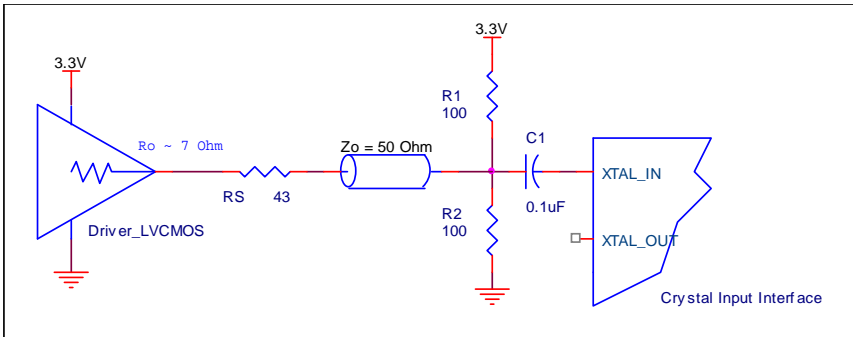 3.3V
3.3V
R1
100
C1
Ro ~ 7 Ohm
Zo = 50 Ohm
XTAL_IN
RS 43
0.1uF
R2
100
Driver_LVCMOS
XTAL_OUT
Crystal Input Interface